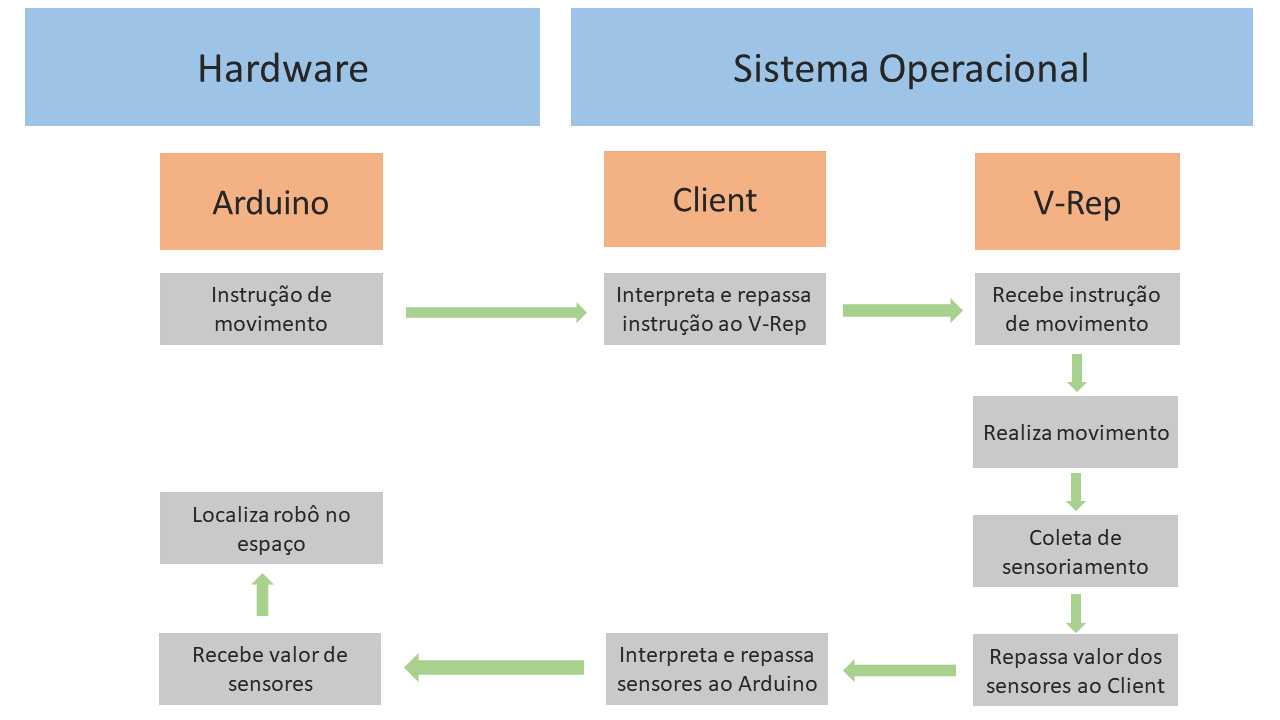 Hardware
Sistema Operacional
Arduino
Client
V-Rep
Instrução de
movimento
Interpreta e repassa
instrução ao V-Rep
Recebe instrução
de movimento
Realiza movimento
Coleta de
sensoriamento
Repassa valor dos
sensores ao Client
Interpreta e repassa
sensores ao Arduino
Recebe valor de
sensores
Localiza robô no
espaço